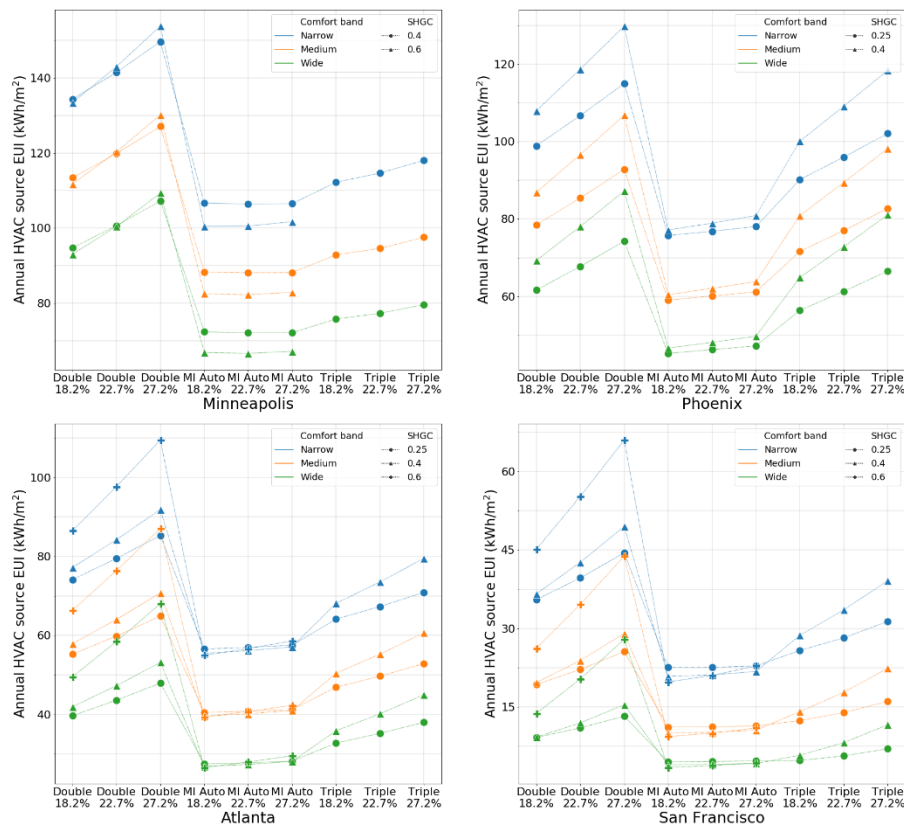 Comfort band SHGC
Narrow 0.4
Medium 0.6
Wide
Annual HVAC source EUI (kWh/m²)
140
120
100
80
Double Double Double MI Auto MI Auto MI Auto Triple Triple Triple
18.2% 22.7% 27.2% 18.2% 22.7% 27.2% 18.2% 22.7% 27.2%
Minneapolis
Comfort band SHGC
Narrow 0.25
Medium 0.4
Wide
Annual HVAC source EUI (kWh/m²)
120
100
80
60
Double Double Double MI Auto MI Auto MI Auto Triple Triple Triple
18.2% 22.7% 27.2% 18.2% 22.7% 27.2% 18.2% 22.7% 27.2%
Phoenix
Comfort band SHGC
Narrow 0.25
Medium 0.4
Wide 0.6
Annual HVAC source EUI (kWh/m²)
100
80
60
40
Double Double Double MI Auto MI Auto MI Auto Triple Triple Triple
18.2% 22.7% 27.2% 18.2% 22.7% 27.2% 18.2% 22.7% 27.2%
Atlanta
Comfort band SHGC
Narrow 0.25
Medium 0.4
Wide 0.6
Annual HVAC source EUI (kWh/m²)
60
45
30
15
Double Double Double MI Auto MI Auto MI Auto Triple Triple Triple
18.2% 22.7% 27.2% 18.2% 22.7% 27.2% 18.2% 22.7% 27.2%
San Francisco